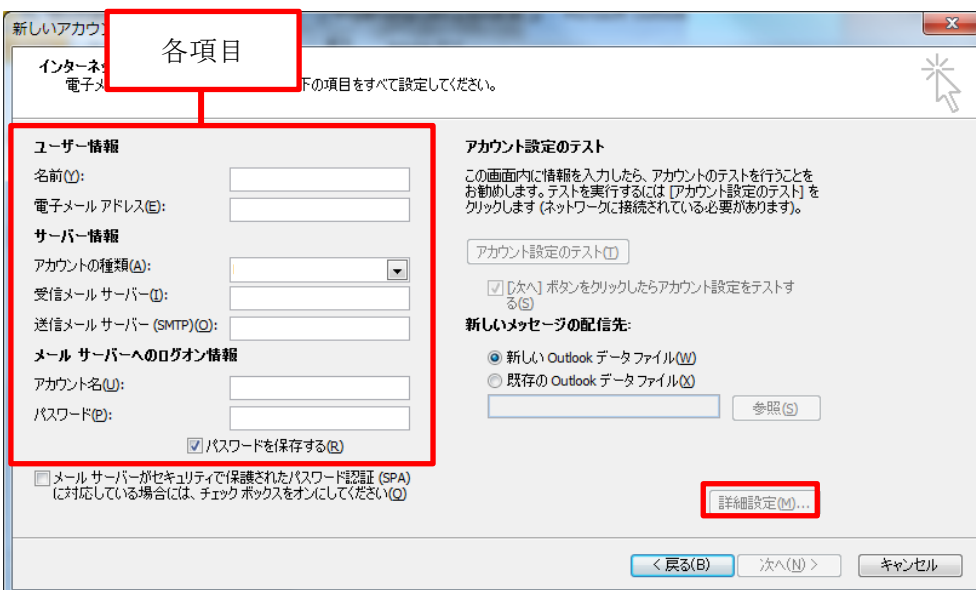 新しいアカウ
各項目
インターネッ
電子メ 下の項目をすべて設定してください。
ユーザー情報
名前(Y):
電子メール アドレス(E):
サーバー情報
アカウントの種類(A):
受信メール サーバー(I):
送信メール サーバー (SMTP)(O):
メール サーバーへのログオン情報
アカウント名(U):
パスワード(P):
パスワードを保存する(R)
メール サーバーがセキュリティで保護されたパスワード認証 (SPA)
に対応している場合には、チェック ボックスをオンにしてください(Q)
アカウント設定のテスト
この画面内に情報を入力したら、アカウントのテストを行うことを
お勧めします。テストを実行するには [アカウント設定のテスト] を
クリックします (ネットワークに接続されている必要があります)。
アカウント設定のテスト(T)
[次へ] ボタンをクリックしたらアカウント設定をテストす
る(S)
新しいメッセージの配信先:
新しい Outlook データ ファイル(W)
既存の Outlook データ ファイル(X)
参照(S)
詳細設定(M)...
< 戻る(B)
次へ(N) >
キャンセル